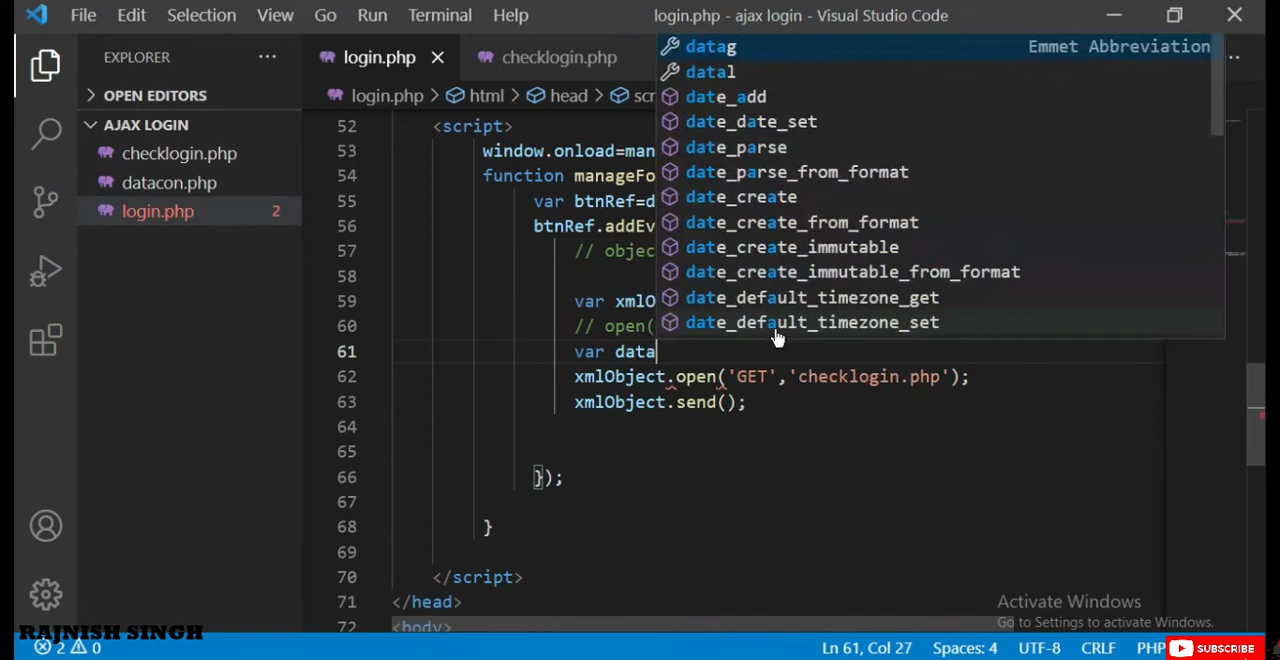 File Edit Selection View Go Run Terminal Help login.php - ajax login - Visual Studio Code
EXPLORER
login.php
checklogin.php
OPEN EDITORS
AJAX LOGIN
checklogin.php
datacon.php
login.php 2
login.php > html > head > scr
datag Emmet Abbreviation
datal
date_add
date_date_set
date_parse
date_parse_from_format
date_create
date_create_from_format
date_create_immutable
date_create_immutable_from_format
date_default_timezone_get
date_default_timezone_set
52 <script>
53 window.onload=man
54 function manageFo
55 var btnRef=d
56 btnRef.addEv
57 // objec
58
59 var xmlO
60 // open(
61 var data
62 xmlObject.open('GET','checklogin.php');
63 xmlObject.send();
64
65
66 });
67
68 }
69
70 </script>
71 </head>
72 <body>
Activate Windows
Go to Settings to activate Windows.
RAJNISH SINGH
2 0 Ln 61, Col 27 Spaces: 4 UTF-8 CRLF PHP
SUBSCRIBE